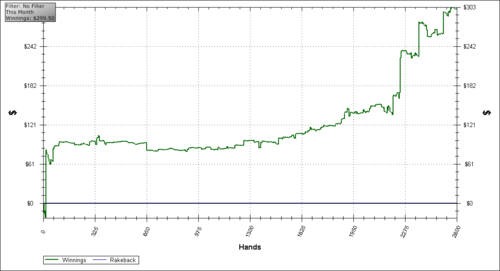 Filter: No Filter
This Month
Winnings: $299.50
$303 $303
$242 $242
$182 $182
$121 $121
$61 $61
$0 $0
$ $
0 325 650 975 1300 1625 1950 2275 2600
Hands
Winnings Rakeback